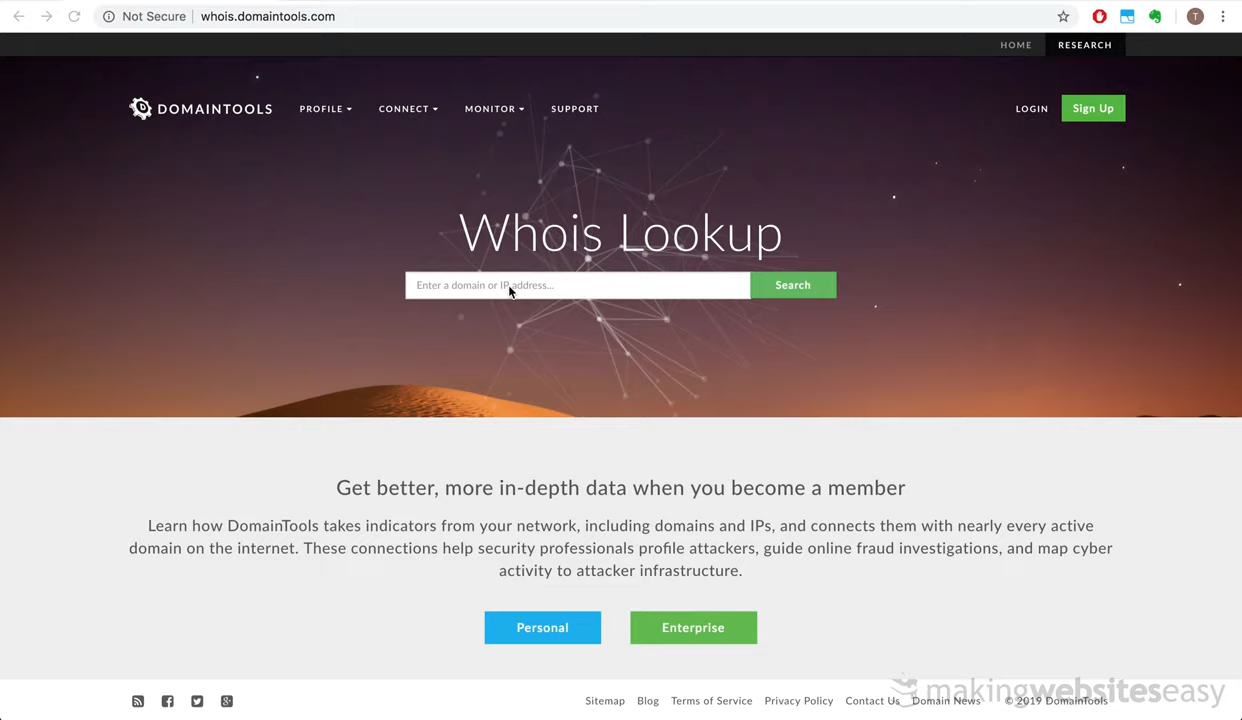 Not Secure whois.domaintools.com T
HOME RESEARCH
DOMAINTOOLS PROFILE CONNECT MONITOR SUPPORT LOGIN Sign Up
Whois Lookup
Enter a domain or IP address... Search
Get better, more in-depth data when you become a member
Learn how DomainTools takes indicators from your network, including domains and IPs, and connects them with nearly every active
domain on the internet. These connections help security professionals profile attackers, guide online fraud investigations, and map cyber
activity to attacker infrastructure.
Personal Enterprise
Sitemap Blog Terms of Service Privacy Policy Contact Us Domain News © 2019 DomainTools
makingwebsiteseasy